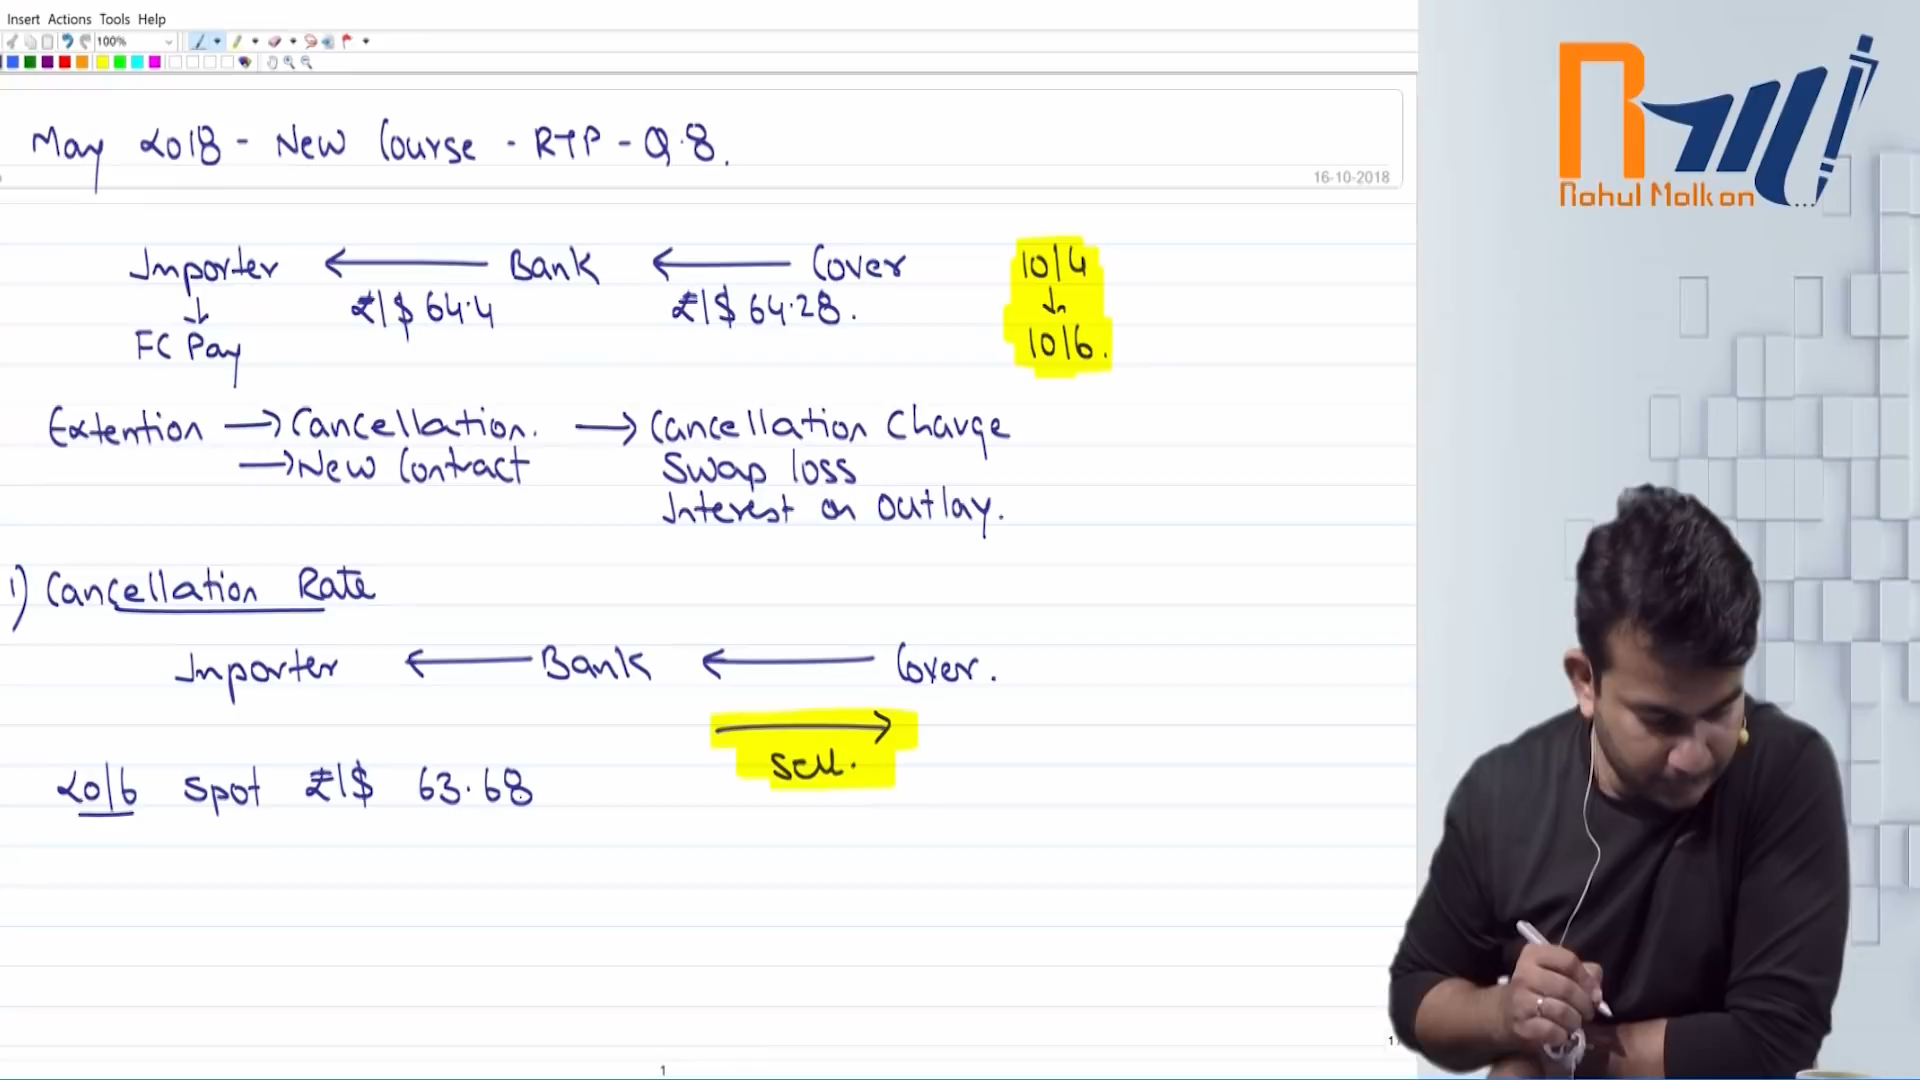 Insert Actions Tools Help
100%
May 2018 - New Course - RTP - Q.8.
16-10-2018
Importer ← Bank ← Cover
₹/$ 64.4 ₹/$ 64.28.
↓
FC Pay
10/4
↓
10/6.
Extention → Cancellation. → Cancellation Charge
→ New Contract Swap loss
Interest on outlay.
1) Cancellation Rate
Importer ← Bank ← Cover.
→
Sell.
20/6 Spot ₹/$ 63.68
1
Rahul Malkan